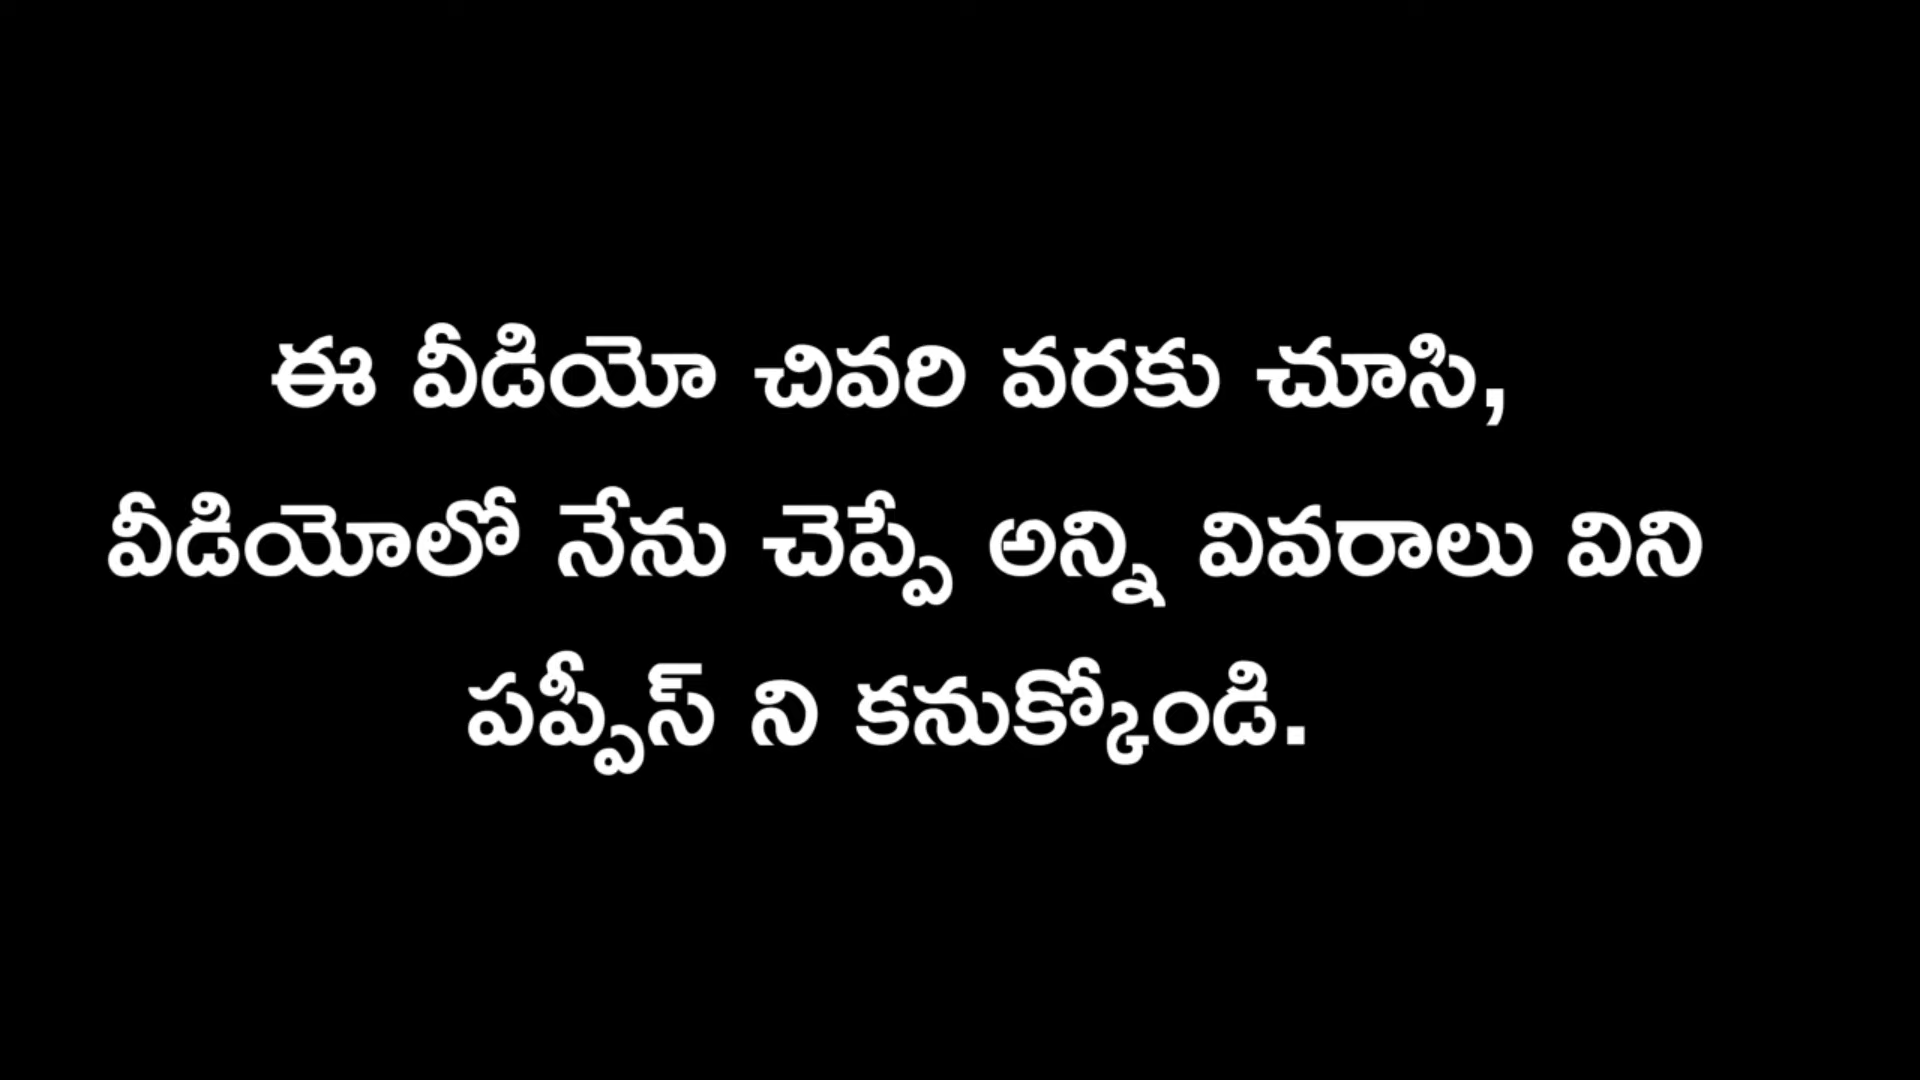 ఈ వీడియో చివరి వరకు చూసి,
వీడియోలో నేను చెప్పే అన్ని వివరాలు విని
పప్పీస్ ని కనుక్కోండి.